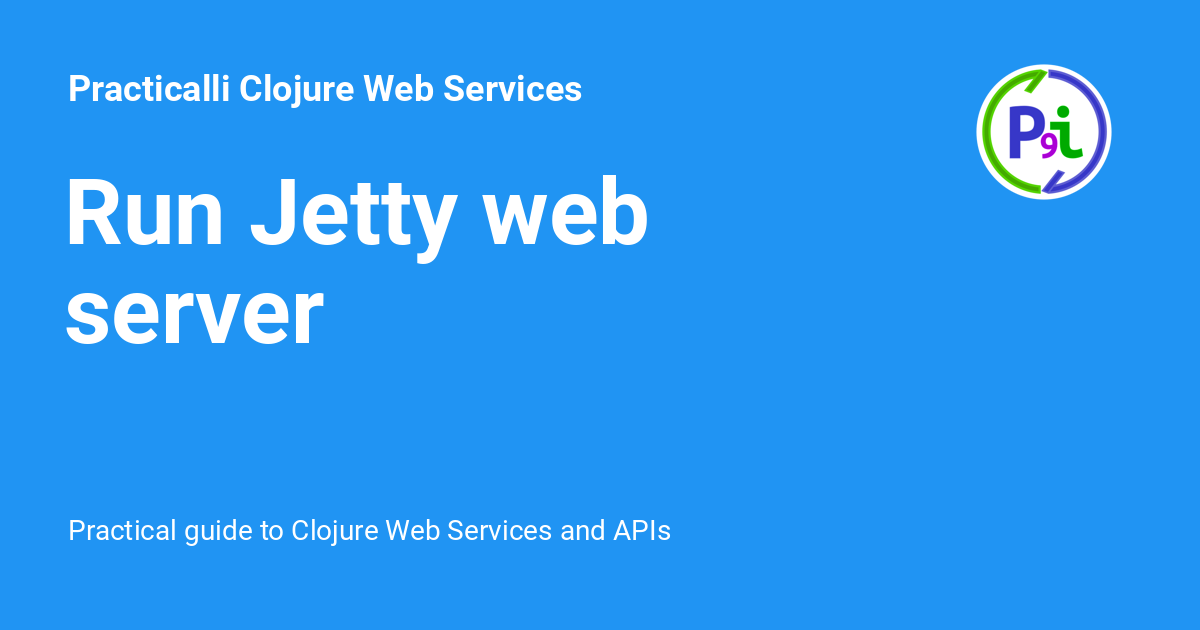 Practicalli Clojure Web Services
P9i
Run Jetty web
server
Practical guide to Clojure Web Services and APIs